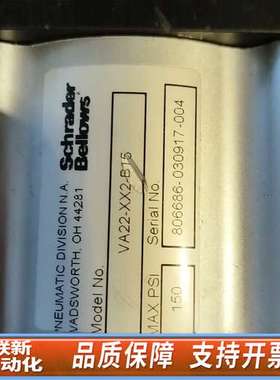 Schrader
Bellows
PNEUMATIC DIVISION N.A.
WADSWORTH, OH 44281
Model No.
VA22-XX2-B15
Serial No.
806686-030917-004
MAX PSI
150
联新
自动化
品质保障 支持开票